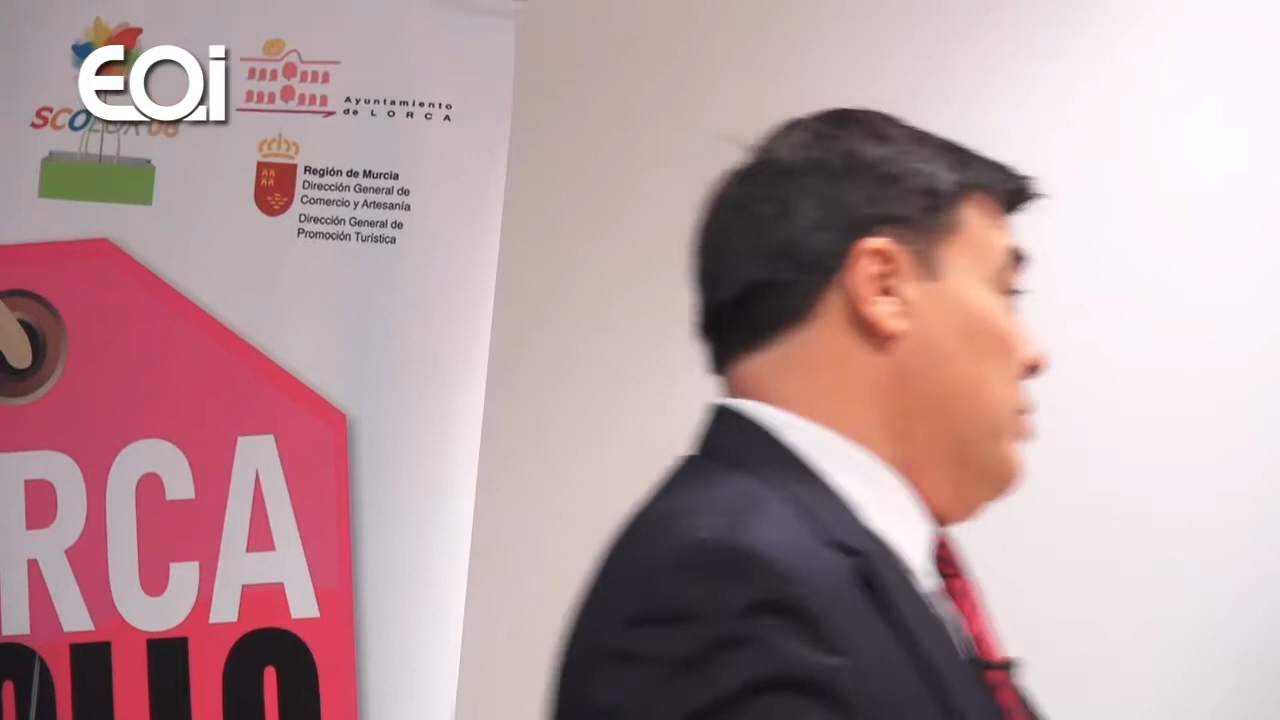 EOi
Ayuntamiento
de LORCA
Región de Murcia
Dirección General de
Comercio y Artesanía
Dirección General de
Promoción Turística
RCA